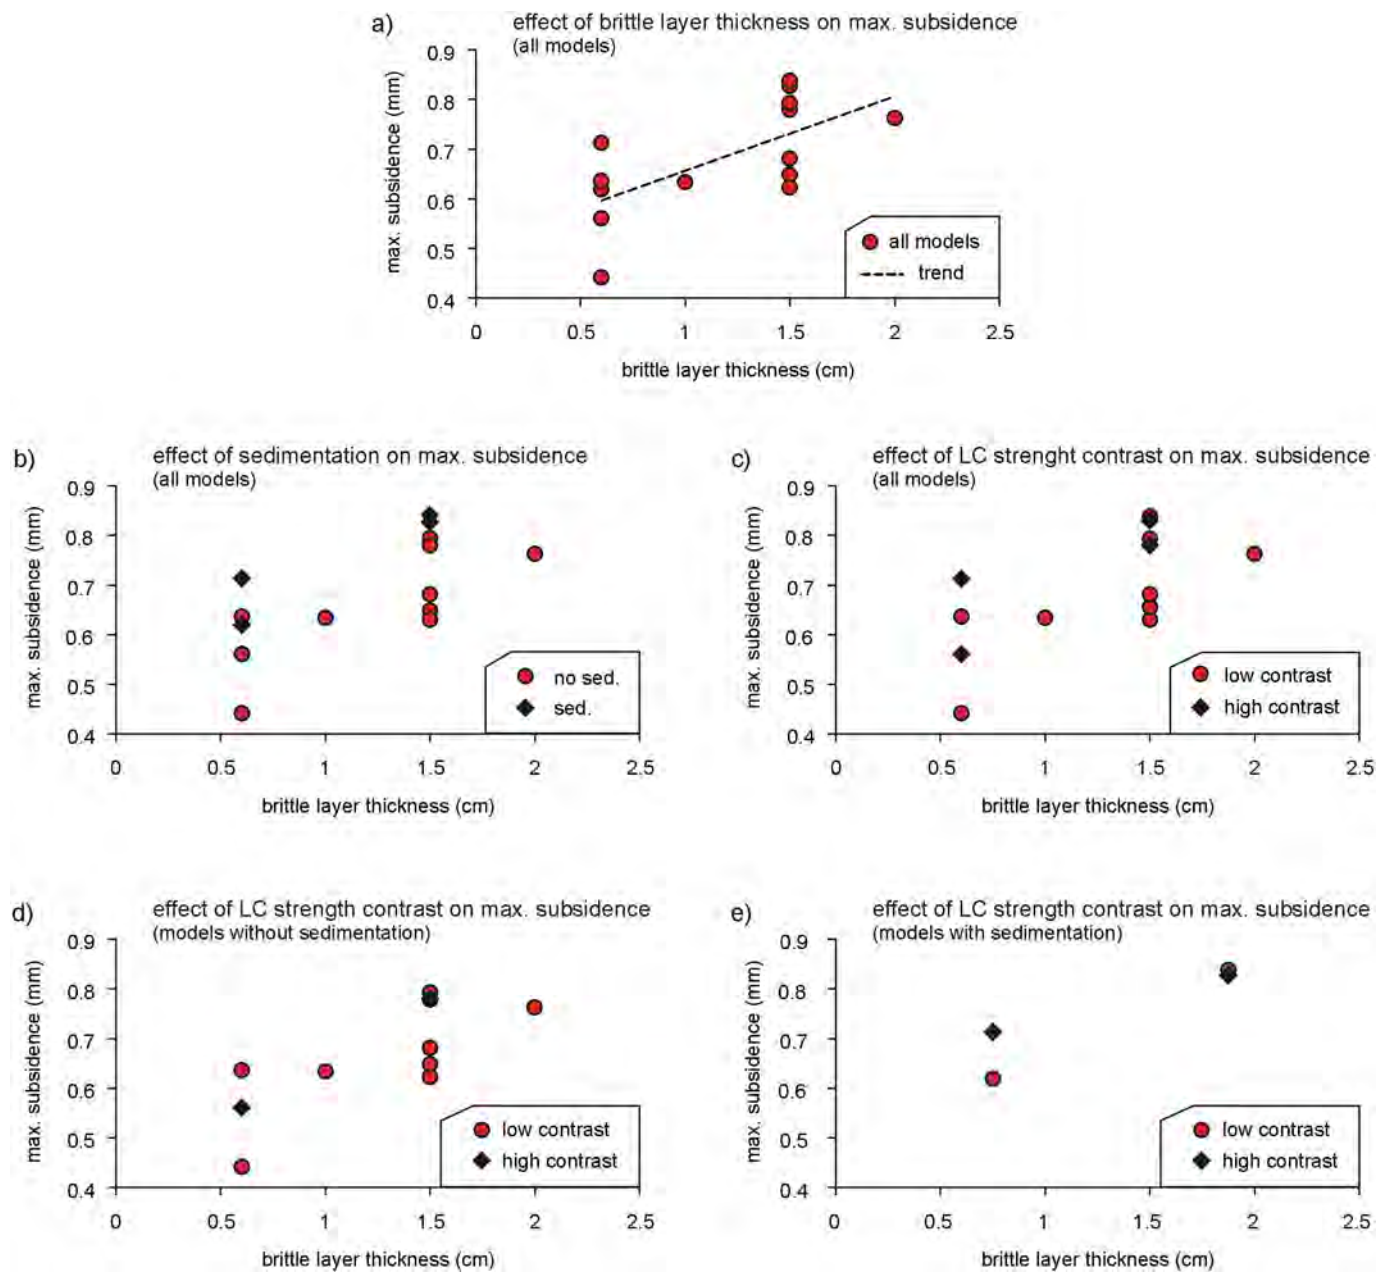 a)
effect of brittle layer thickness on max. subsidence
(all models)
max. subsidence (mm)
0.9
0.8
0.7
0.6
0.5
0.4
all models
trend
0
0.5
1
1.5
2
2.5
brittle layer thickness (cm)
b)
effect of sedimentation on max. subsidence
(all models)
max. subsidence (mm)
0.9
0.8
0.7
0.6
0.5
0.4
no sed.
sed.
0
0.5
1
1.5
2
2.5
brittle layer thickness (cm)
c)
effect of LC strenght contrast on max. subsidence
(all models)
max. subsidence (mm)
0.9
0.8
0.7
0.6
0.5
0.4
low contrast
high contrast
0
0.5
1
1.5
2
2.5
brittle layer thickness (cm)
d)
effect of LC strength contrast on max. subsidence
(models without sedimentation)
max. subsidence (mm)
0.9
0.8
0.7
0.6
0.5
0.4
low contrast
high contrast
0
0.5
1
1.5
2
2.5
brittle layer thickness (cm)
e)
effect of LC strength contrast on max. subsidence
(models with sedimentation)
max. subsidence (mm)
0.9
0.8
0.7
0.6
0.5
0.4
low contrast
high contrast
0
0.5
1
1.5
2
2.5
brittle layer thickness (cm)